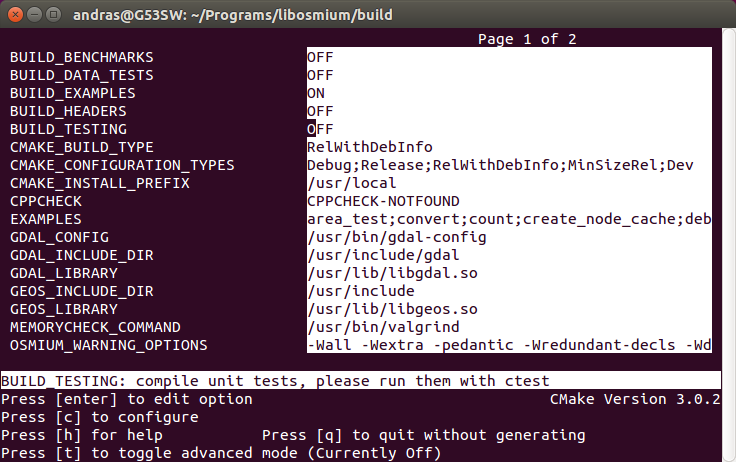 andras@G53SW: ~/Programs/libosmium/build
Page 1 of 2
BUILD_BENCHMARKS OFF
BUILD_DATA_TESTS OFF
BUILD_EXAMPLES ON
BUILD_HEADERS OFF
BUILD_TESTING OFF
CMAKE_BUILD_TYPE RelWithDebInfo
CMAKE_CONFIGURATION_TYPES Debug;Release;RelWithDebInfo;MinSizeRel;Dev
CMAKE_INSTALL_PREFIX /usr/local
CPPCHECK CPPCHECK-NOTFOUND
EXAMPLES area_test;convert;count;create_node_cache;deb
GDAL_CONFIG /usr/bin/gdal-config
GDAL_INCLUDE_DIR /usr/include/gdal
GDAL_LIBRARY /usr/lib/libgdal.so
GEOS_INCLUDE_DIR /usr/include
GEOS_LIBRARY /usr/lib/libgeos.so
MEMORYCHECK_COMMAND /usr/bin/valgrind
OSMIUM_WARNING_OPTIONS -Wall -Wextra -pedantic -Wredundant-decls -Wd
BUILD_TESTING: compile unit tests, please run them with ctest
Press [enter] to edit option CMake Version 3.0.2
Press [c] to configure
Press [h] for help Press [q] to quit without generating
Press [t] to toggle advanced mode (Currently Off)